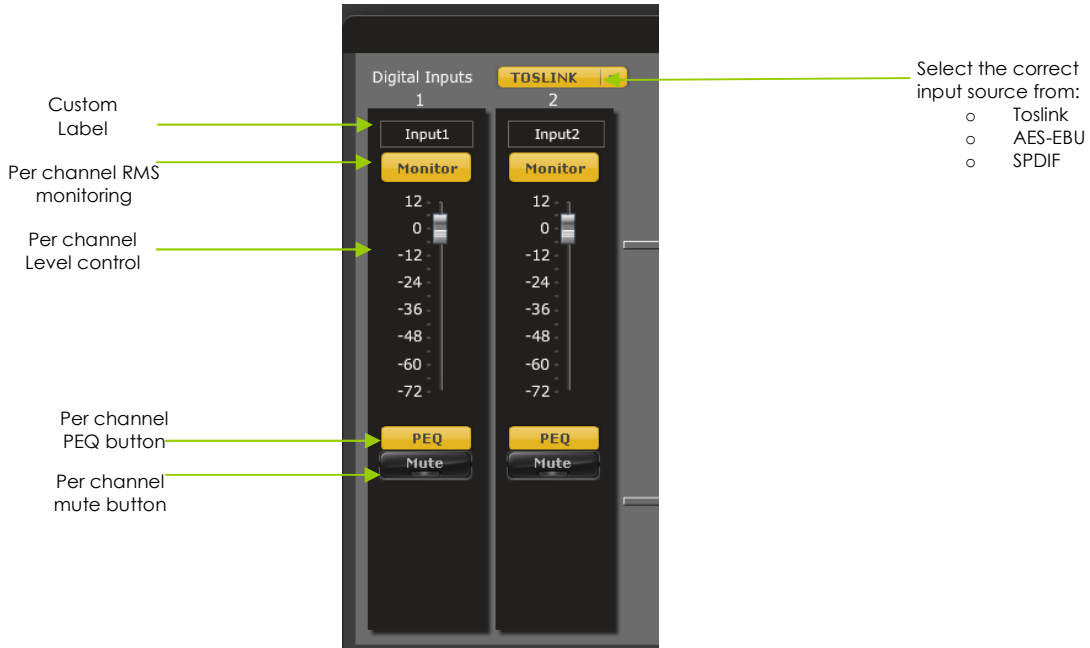 Digital Inputs TOSLINK
1 2
Input1 Input2
Monitor Monitor
12 12
0 0
-12 -12
-24 -24
-36 -36
-48 -48
-60 -60
-72 -72
PEQ PEQ
Mute Mute
Custom
Label
Per channel RMS
monitoring
Per channel
Level control
Per channel
PEQ button
Per channel
mute button
Select the correct
input source from:
o Toslink
o AES-EBU
o SPDIF